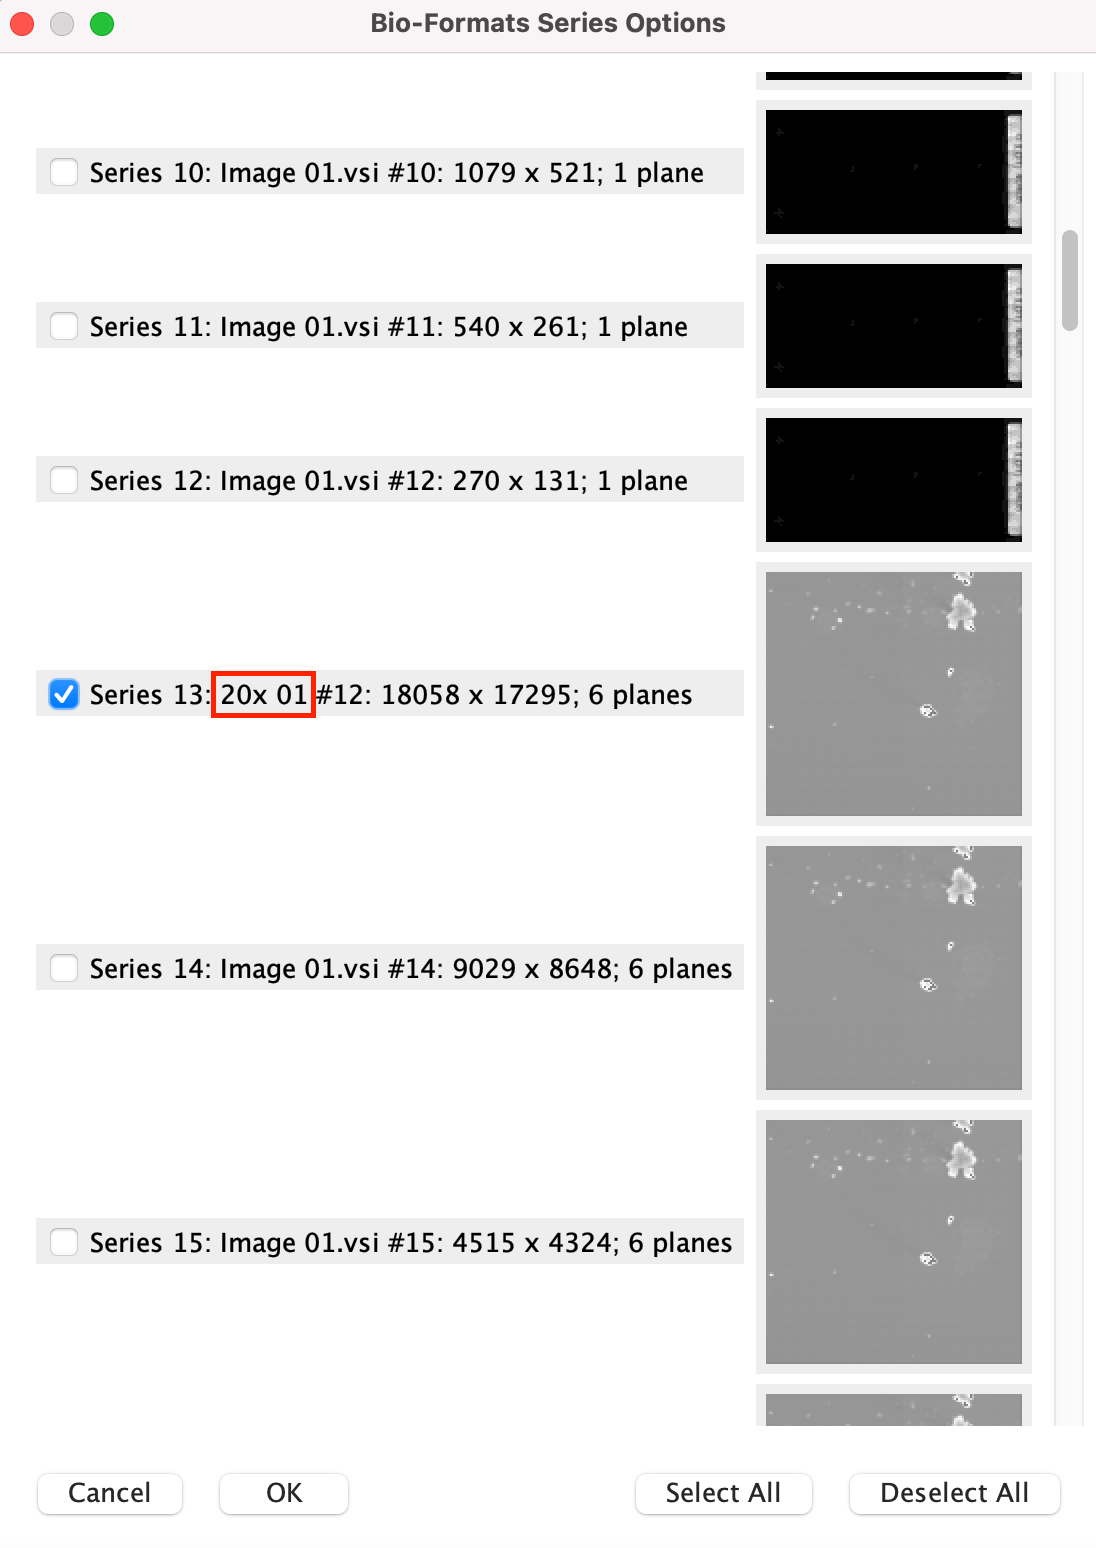 Bio-Formats Series Options
Series 10: Image 01.vsi #10: 1079 x 521; 1 plane
Series 11: Image 01.vsi #11: 540 x 261; 1 plane
Series 12: Image 01.vsi #12: 270 x 131; 1 plane
Series 13: 20x 01 #12: 18058 x 17295; 6 planes
Series 14: Image 01.vsi #14: 9029 x 8648; 6 planes
Series 15: Image 01.vsi #15: 4515 x 4324; 6 planes
Cancel OK Select All Deselect All